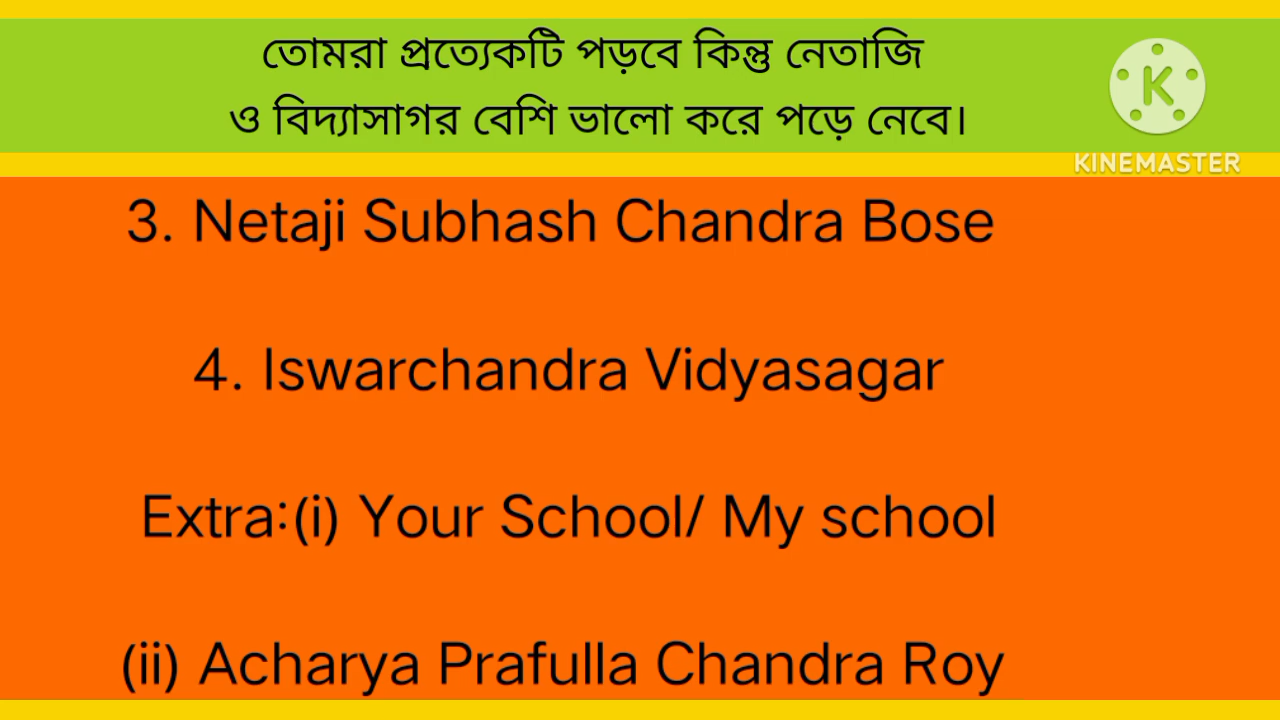 তোমরা প্রত্যেকটি পড়বে কিন্তু নেতাজি
ও বিদ্যাসাগর বেশি ভালো করে পড়ে নেবে।
K
KINEMASTER
3. Netaji Subhash Chandra Bose
4. Iswarchandra Vidyasagar
Extra:(i) Your School/ My school
(ii) Acharya Prafulla Chandra Roy